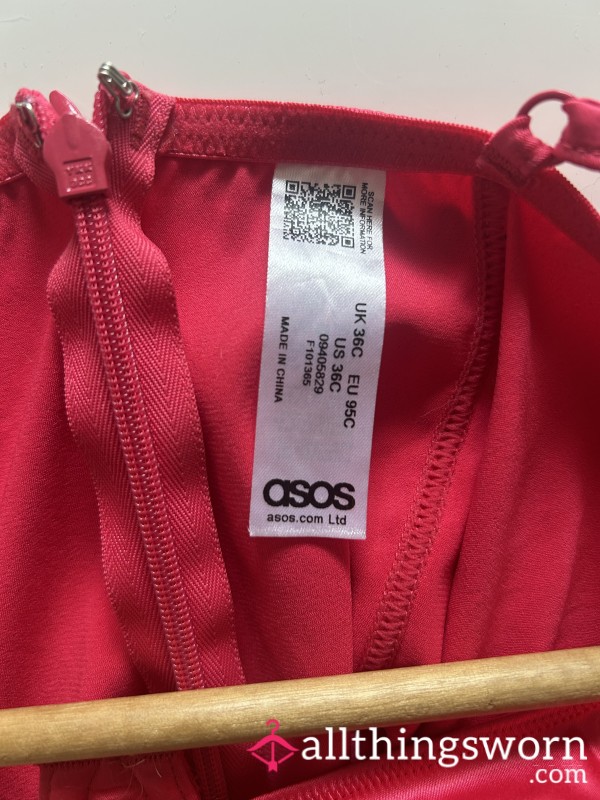 SCAN HERE FOR
MORE INFORMATION
UK 36C EU 95C
US 36C
09405829
F101365
MADE IN CHINA
asos
asos.com Ltd
allthingsworn
.com